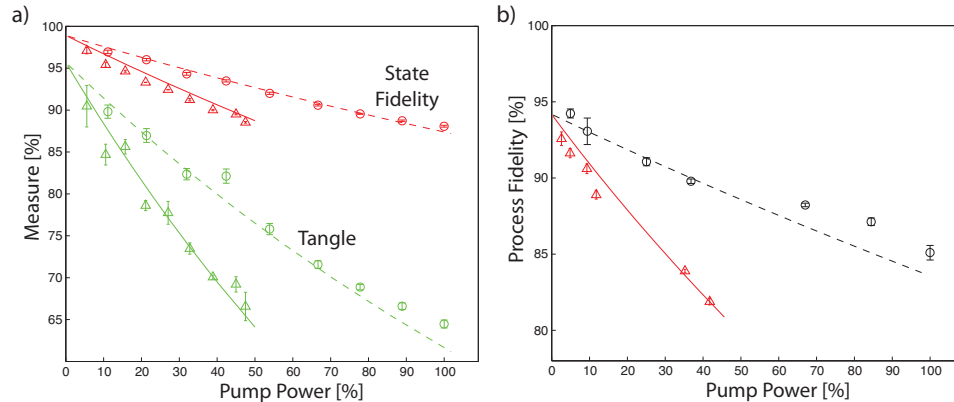 a)
Measure [%]
100
95
90
85
80
75
70
65
State
Fidelity
Tangle
0 10 20 30 40 50 60 70 80 90 100
Pump Power [%]
b)
Process Fidelity [%]
100
95
90
85
80
0 10 20 30 40 50 60 70 80 90 100
Pump Power [%]